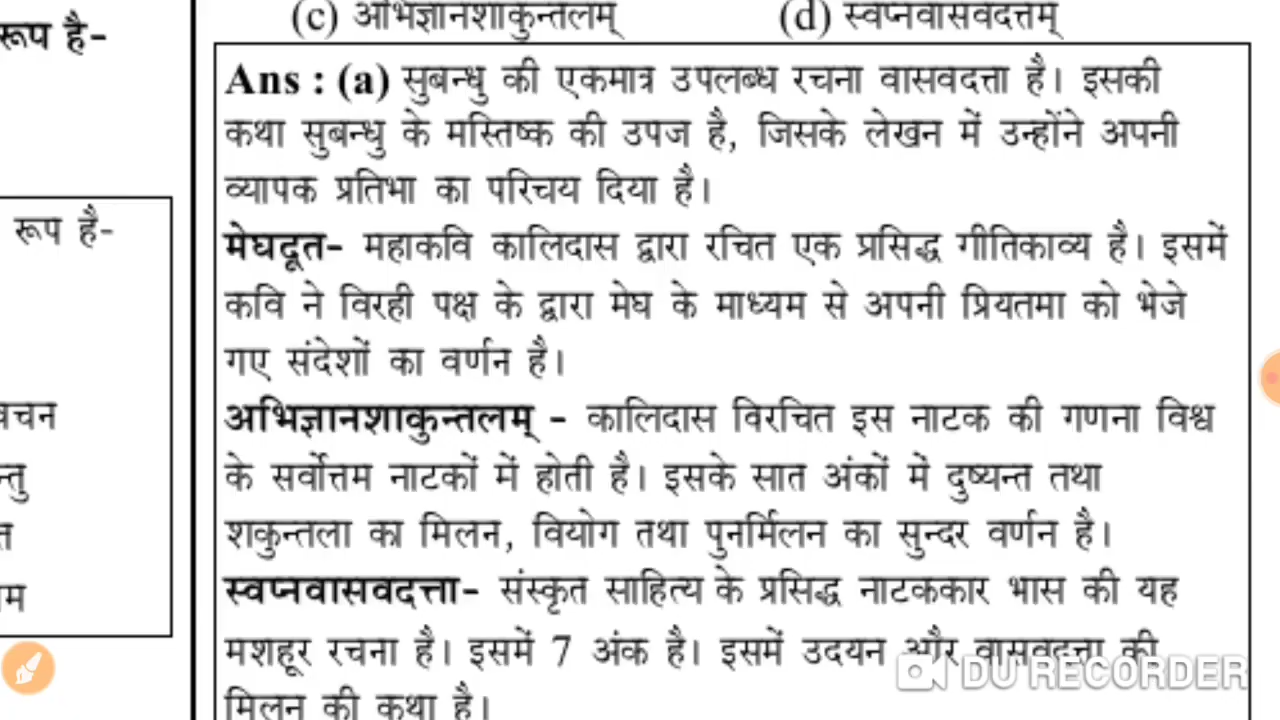 रूप है-
(c) अभिज्ञानशाकुन्तलम् (d) स्वप्नवासवदत्तम्
Ans : (a) सुबन्धु की एकमात्र उपलब्ध रचना वासवदत्ता है। इसकी
कथा सुबन्धु के मस्तिष्क की उपज है, जिसके लेखन में उन्होंने अपनी
व्यापक प्रतिभा का परिचय दिया है।
मेघदूत- महाकवि कालिदास द्वारा रचित एक प्रसिद्ध गीतिकाव्य है। इसमें
कवि ने विरही पक्ष के द्वारा मेघ के माध्यम से अपनी प्रियतमा को भेजे
गए संदेशों का वर्णन है।
अभिज्ञानशाकुन्तलम् - कालिदास विरचित इस नाटक की गणना विश्व
के सर्वोत्तम नाटकों में होती है। इसके सात अंकों में दुष्यन्त तथा
शकुन्तला का मिलन, वियोग तथा पुनर्मिलन का सुन्दर वर्णन है।
स्वप्नवासवदत्ता- संस्कृत साहित्य के प्रसिद्ध नाटककार भास की यह
मशहूर रचना है। इसमें 7 अंक है। इसमें उदयन और वासवदत्ता की
मिलन की कथा है।
रूप है-
वचन
DU RECORDER